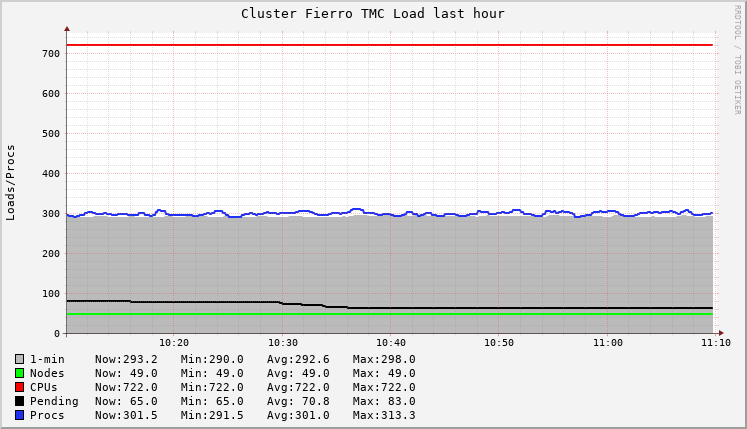 Cluster Fierro TMC Load last hour
RRDTOOL / TOBI OETIKER
Loads/Procs
700
600
500
400
300
200
100
0
10:20 10:30 10:40 10:50 11:00 11:10
1-min Now:293.2 Min:290.0 Avg:292.6 Max:298.0
Nodes Now: 49.0 Min: 49.0 Avg: 49.0 Max: 49.0
CPUs Now:722.0 Min:722.0 Avg:722.0 Max:722.0
Pending Now: 65.0 Min: 65.0 Avg: 70.8 Max: 83.0
Procs Now:301.5 Min:291.5 Avg:301.0 Max:313.3